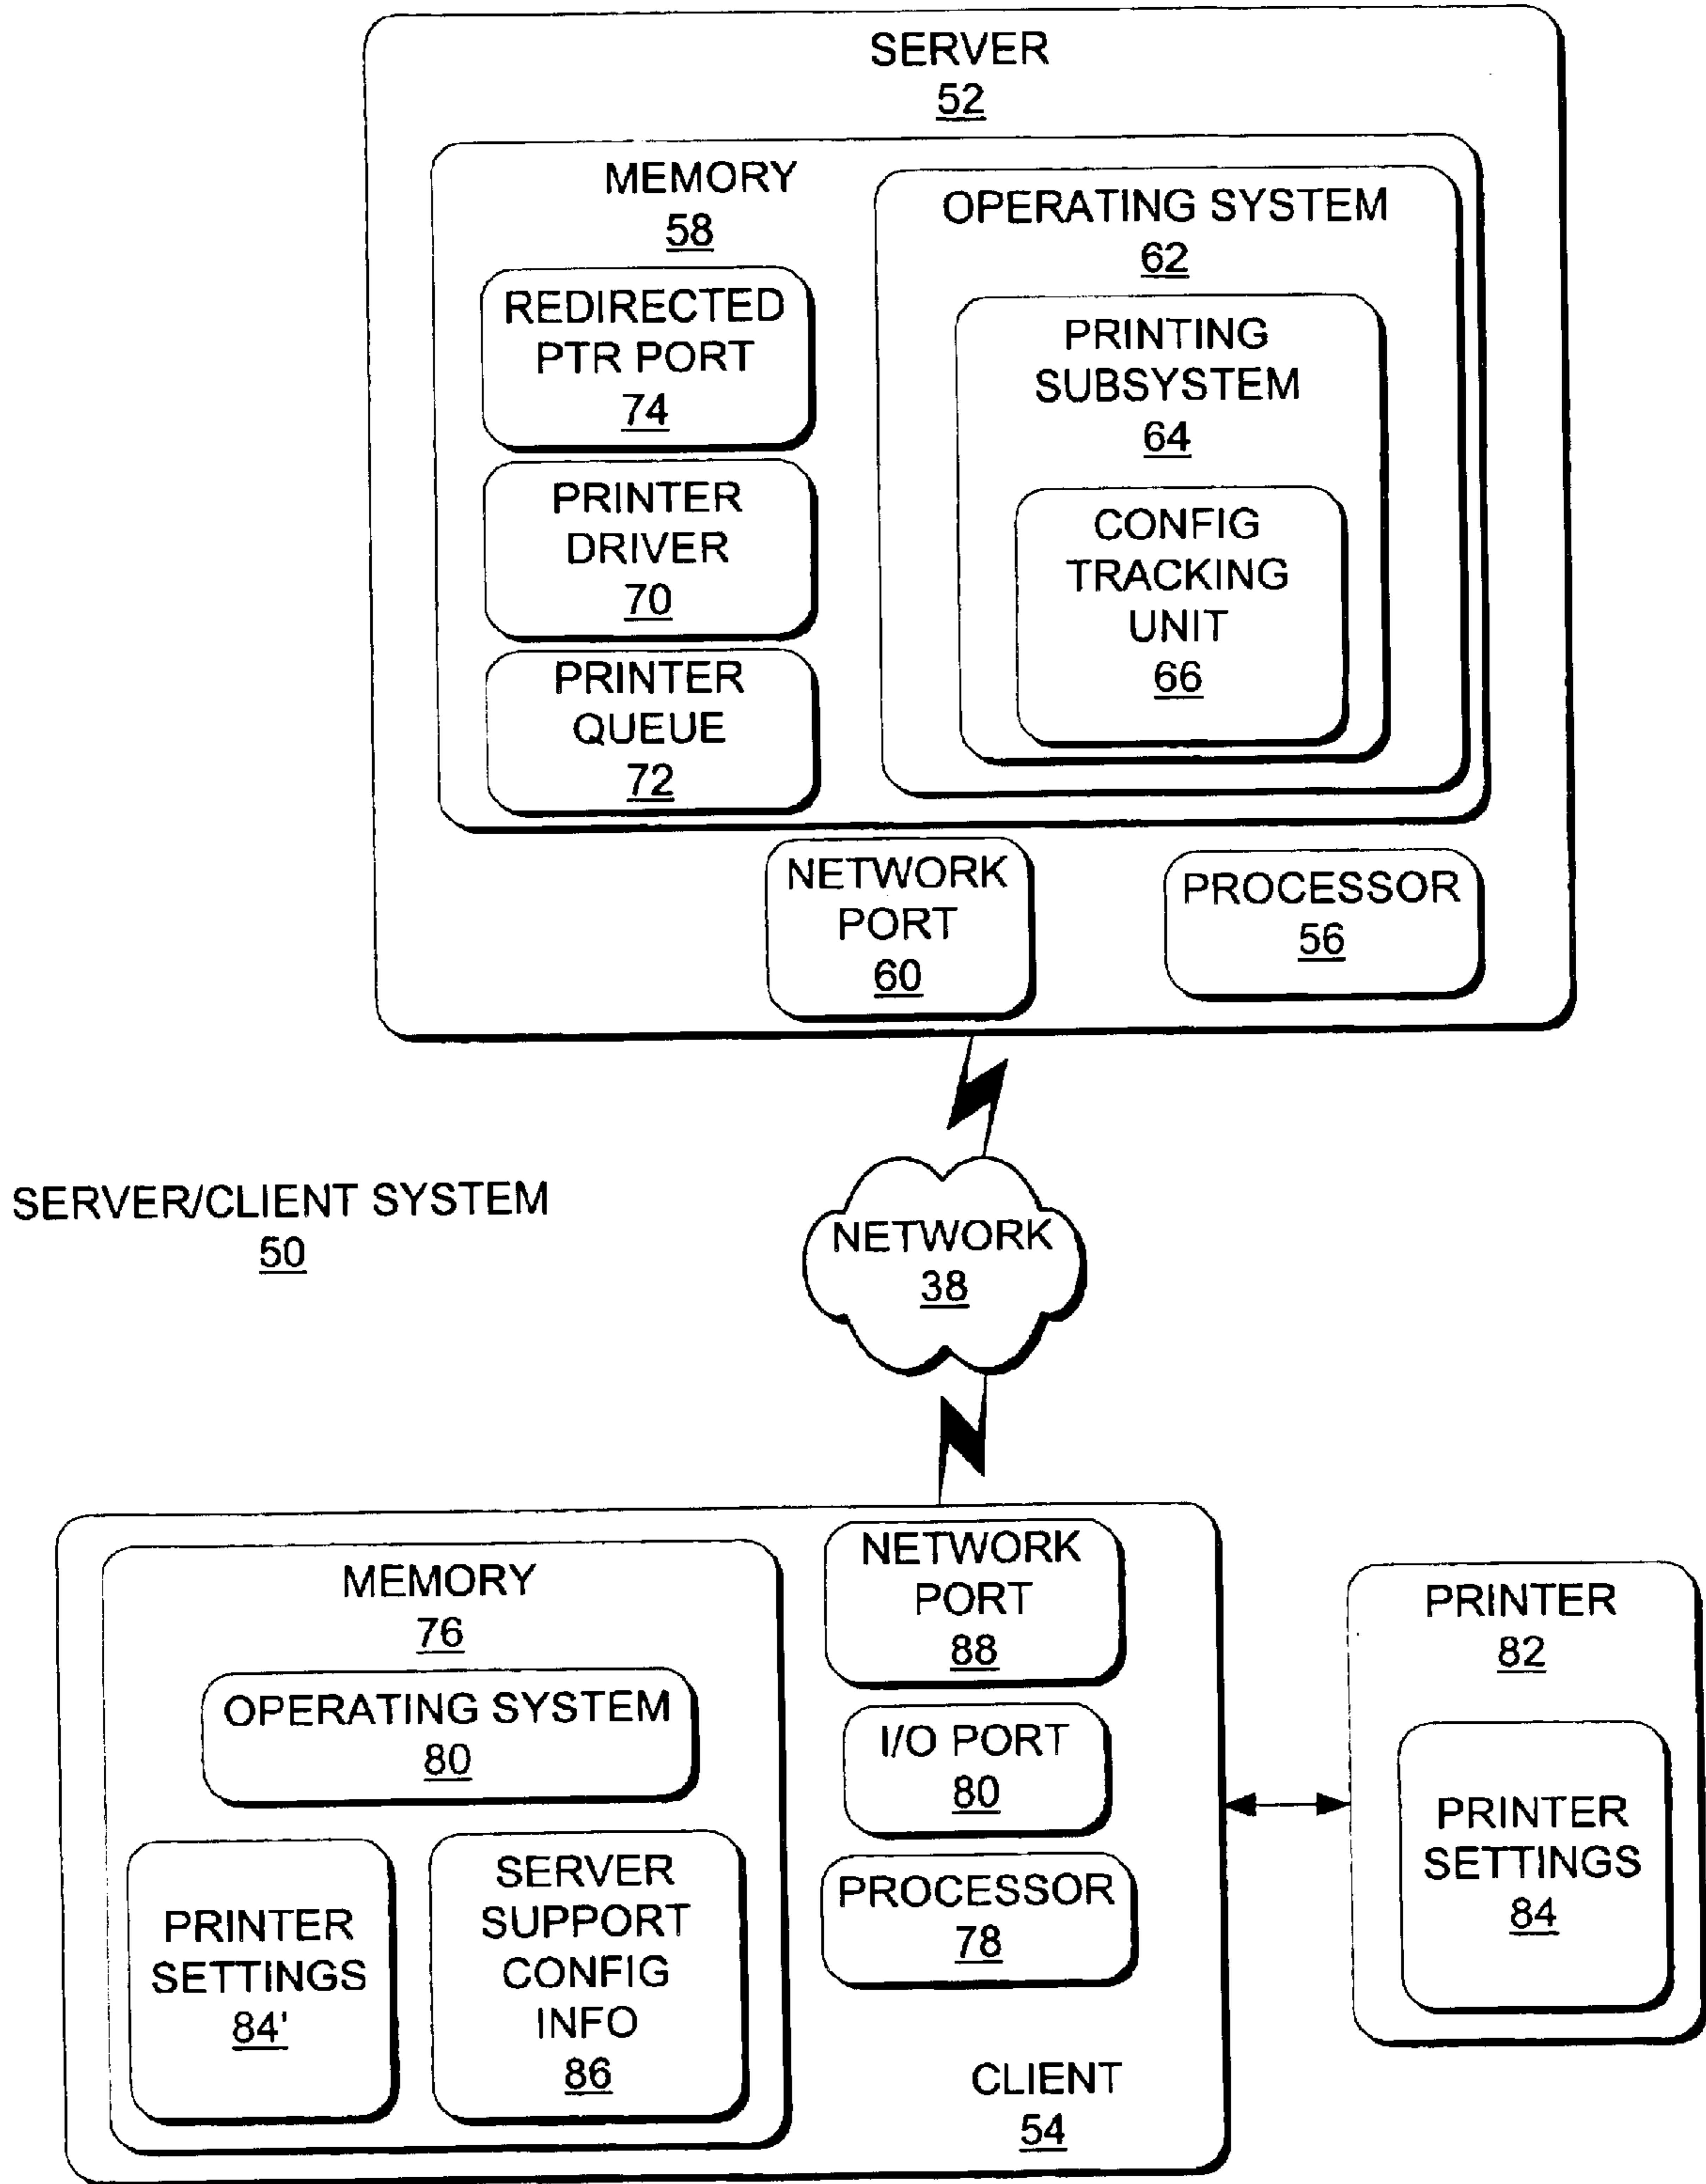 SERVER
52
MEMORY
58
REDIRECTED
PTR PORT
74
PRINTER
DRIVER
70
PRINTER
QUEUE
72
OPERATING SYSTEM
62
PRINTING
SUBSYSTEM
64
CONFIG
TRACKING
UNIT
66
NETWORK
PORT
60
PROCESSOR
56
SERVER/CLIENT SYSTEM
50
NETWORK
38
MEMORY
76
OPERATING SYSTEM
80
PRINTER
SETTINGS
84'
SERVER
SUPPORT
CONFIG
INFO
86
NETWORK
PORT
88
I/O PORT
80
PROCESSOR
78
CLIENT
54
PRINTER
82
PRINTER
SETTINGS
84